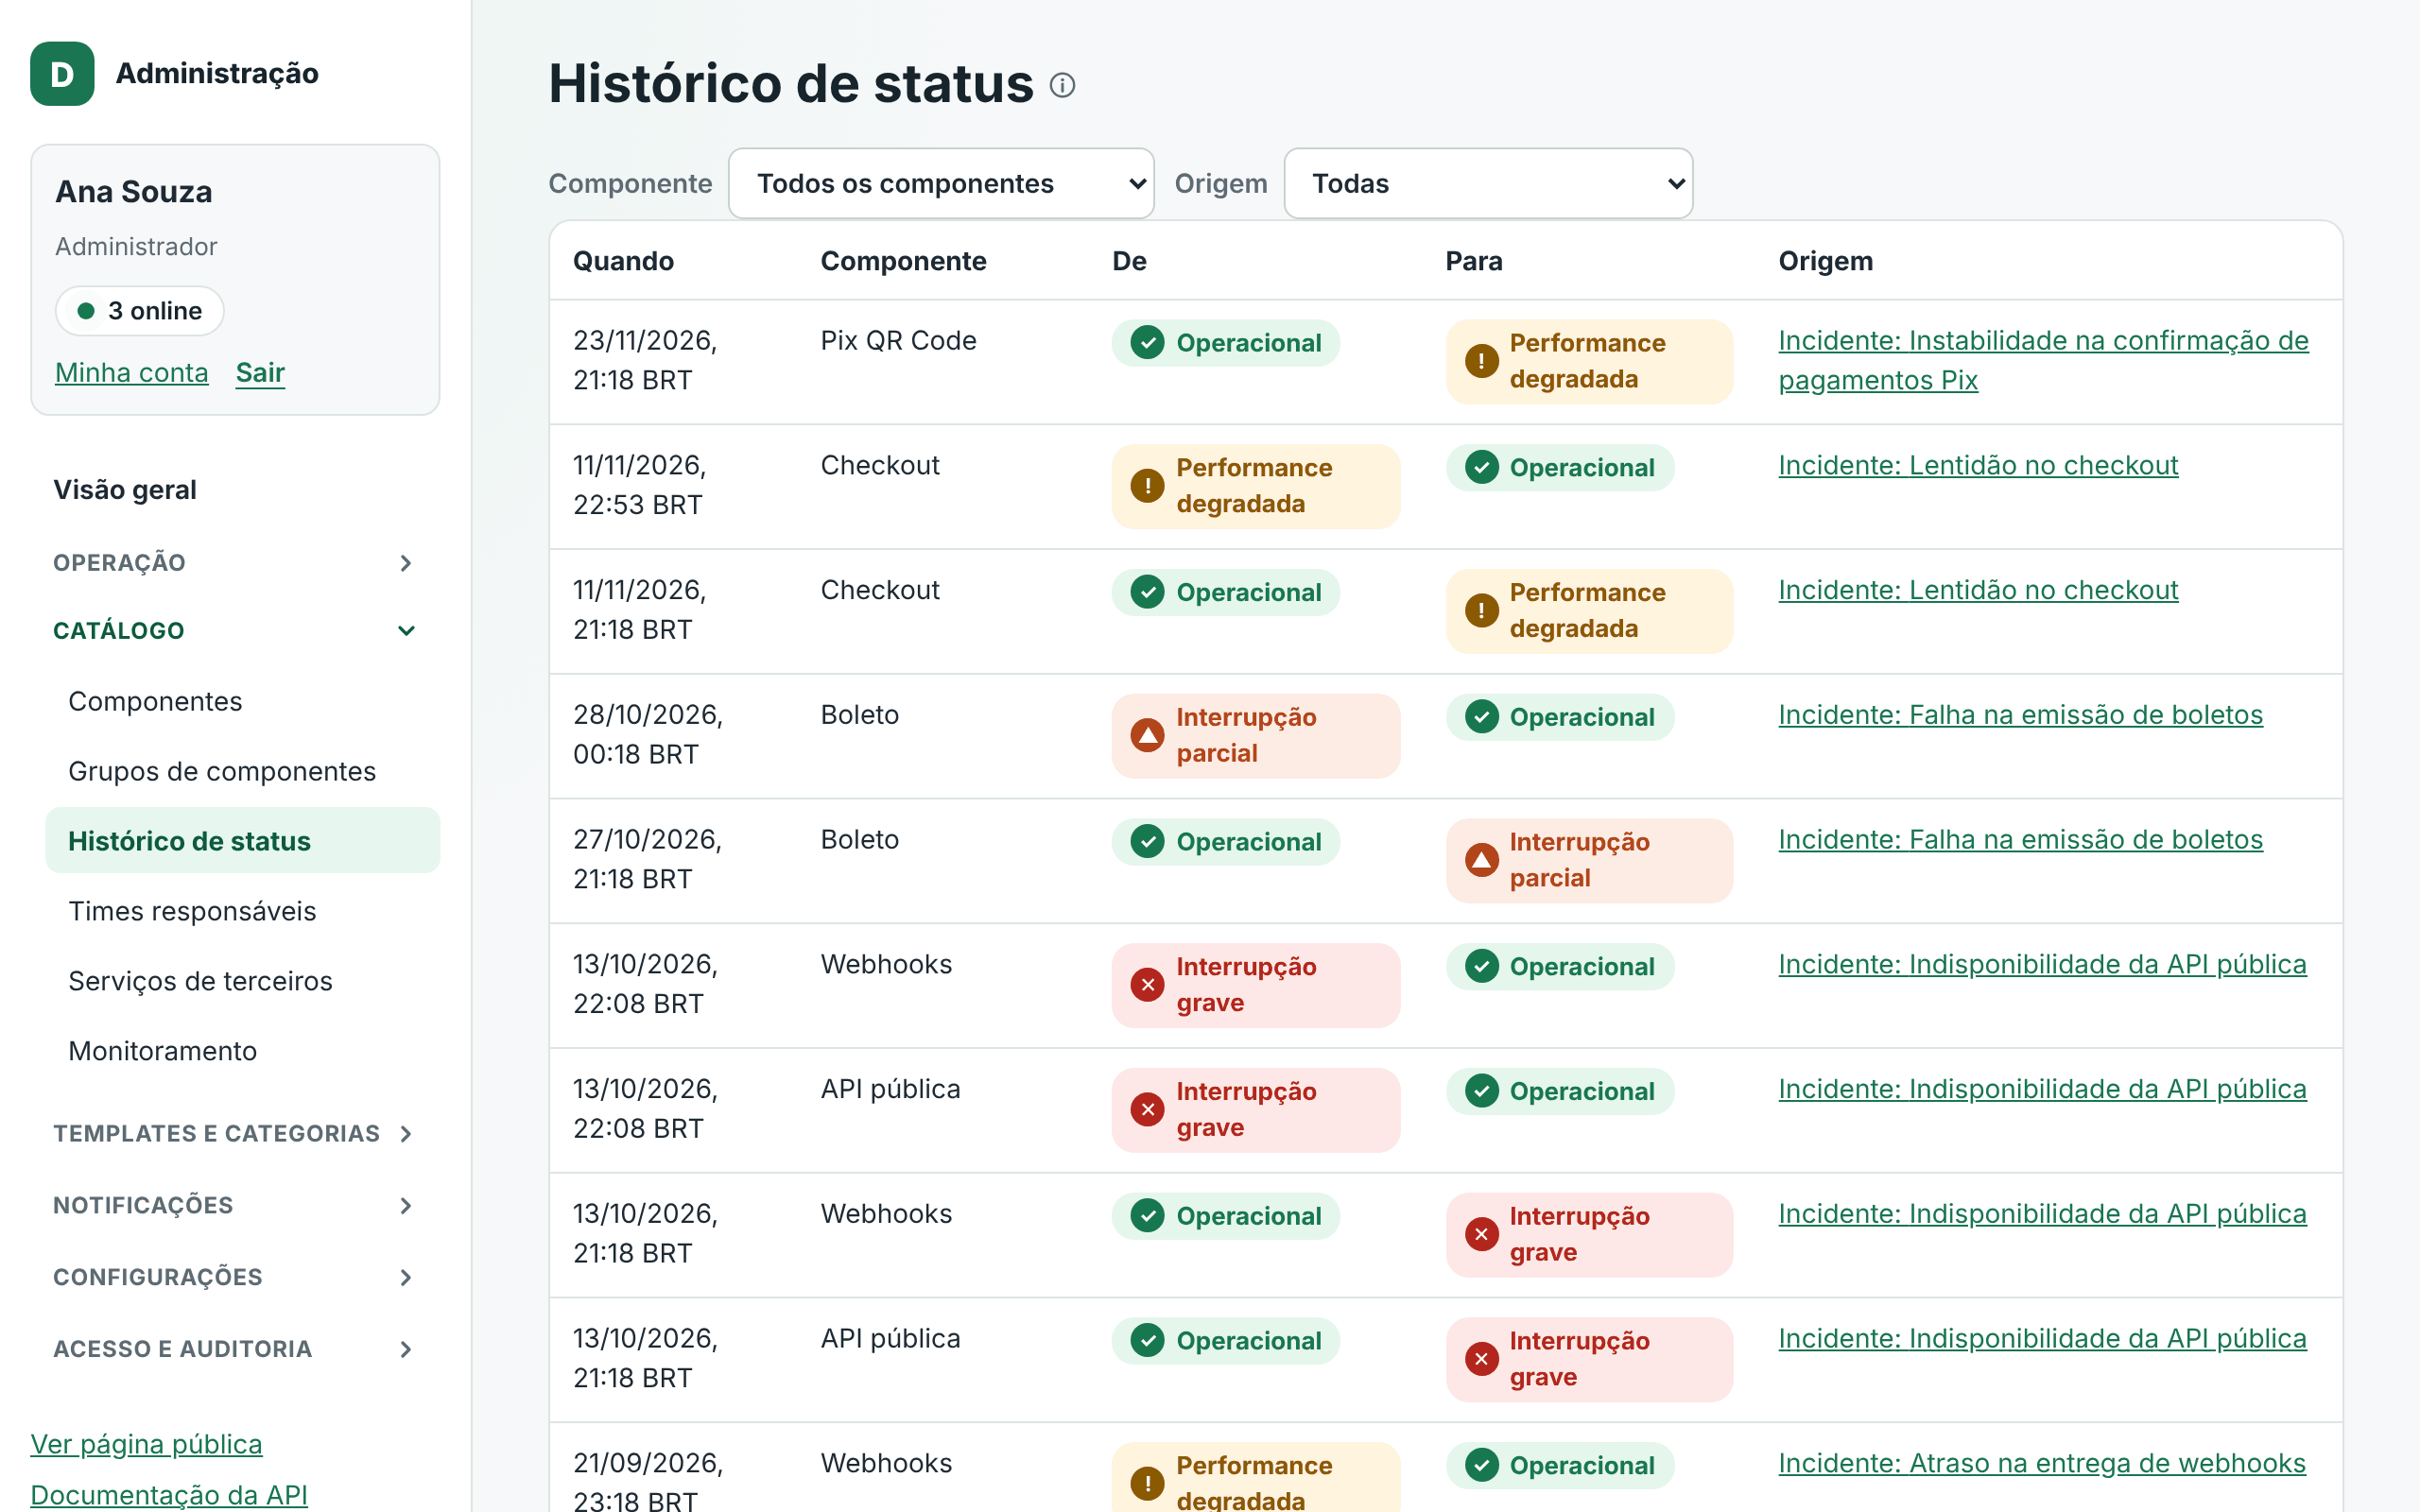 D Administração
Ana Souza
Administrador
3 online
Minha conta Sair
Visão geral
OPERAÇÃO
CATÁLOGO
Componentes
Grupos de componentes
Histórico de status
Times responsáveis
Serviços de terceiros
Monitoramento
TEMPLATES E CATEGORIAS
NOTIFICAÇÕES
CONFIGURAÇÕES
ACESSO E AUDITORIA
Ver página pública
Documentação da API
Histórico de status
Componente Todos os componentes Origem Todas
Quando Componente De Para Origem
23/11/2026, Pix QR Code Operacional Performance Incidente: Instabilidade na confirmação de
21:18 BRT degradada pagamentos Pix
11/11/2026, Checkout Performance Operacional Incidente: Lentidão no checkout
22:53 BRT degradada
11/11/2026, Checkout Operacional Performance Incidente: Lentidão no checkout
21:18 BRT degradada
28/10/2026, Boleto Interrupção Operacional Incidente: Falha na emissão de boletos
00:18 BRT parcial
27/10/2026, Boleto Operacional Interrupção Incidente: Falha na emissão de boletos
21:18 BRT parcial
13/10/2026, Webhooks Interrupção Operacional Incidente: Indisponibilidade da API pública
22:08 BRT grave
13/10/2026, API pública Interrupção Operacional Incidente: Indisponibilidade da API pública
22:08 BRT grave
13/10/2026, Webhooks Operacional Interrupção Incidente: Indisponibilidade da API pública
21:18 BRT grave
13/10/2026, API pública Operacional Interrupção Incidente: Indisponibilidade da API pública
21:18 BRT grave
21/09/2026, Webhooks Performance Operacional Incidente: Atraso na entrega de webhooks
23:18 BRT degradada